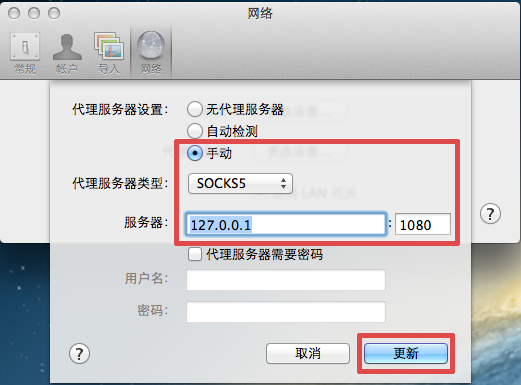 网络
常规 帐户 导入 网络
代理服务器设置： 无代理服务器
自动检测
手动
代理服务器类型： SOCKS5
服务器： 127.0.0.1 : 1080
?
代理服务器需要密码
用户名：
密码：
? 取消 更新